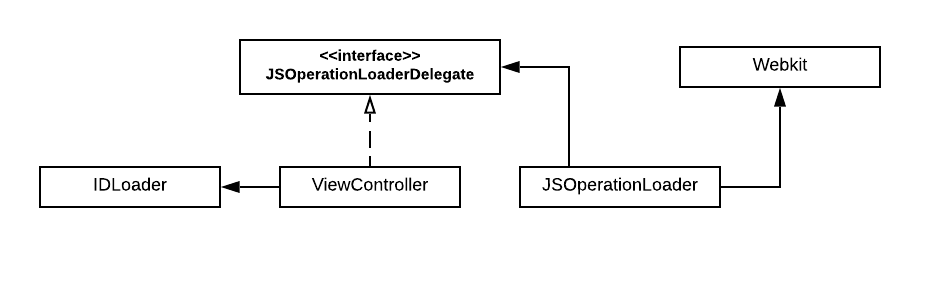 <<interface>>
JSOperationLoaderDelegate
Webkit
IDLoader
ViewController
JSOperationLoader